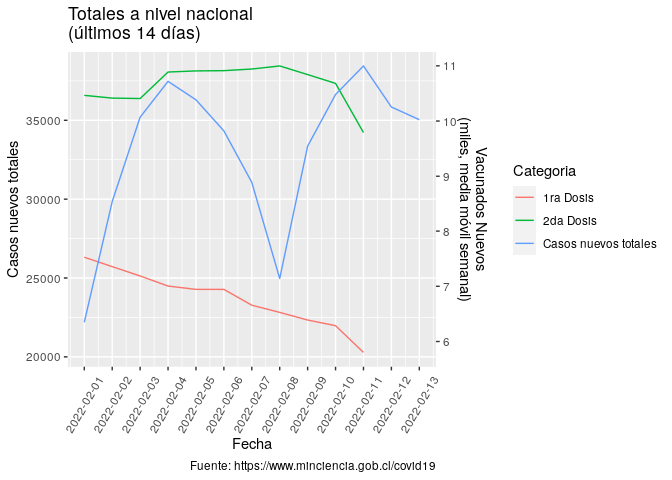 Totales a nivel nacional
(últimos 14 días)
Casos nuevos totales
35000
30000
25000
20000
11
10
9
8
7
6
Vacunados Nuevos
(miles, media móvil semanal)
2022-02-01
2022-02-02
2022-02-03
2022-02-04
2022-02-05
2022-02-06
2022-02-07
2022-02-08
2022-02-09
2022-02-10
2022-02-11
2022-02-12
2022-02-13
Fecha
Categoria
1ra Dosis
2da Dosis
Casos nuevos totales
Fuente: https://www.minciencia.gob.cl/covid19